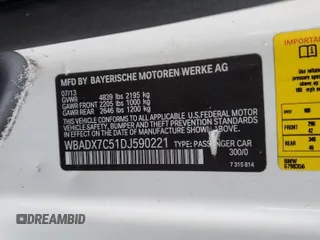 MFD BY BAYERISCHE MOTOREN WERKE AG
07/13
GVWR 4839 lbs 2195 kg
GAWR FRONT 2205 lbs 1000 kg
GAWR REAR 2646 lbs 1200 kg
THIS VEHICLE CONFORMS TO ALL APPLICABLE
U.S. FEDERAL MOTOR VEHICLE SAFETY,
BUMPER AND THEFT PREVENTION STANDARDS
IN EFFECT ON THE DATE OF MANUFACTURE
SHOWN ABOVE.
WBADX7C51DJ590221 TYPE: PASSENGER CAR
300/0
7 315 814
BMW
6798356
AUTOBIDMASTER